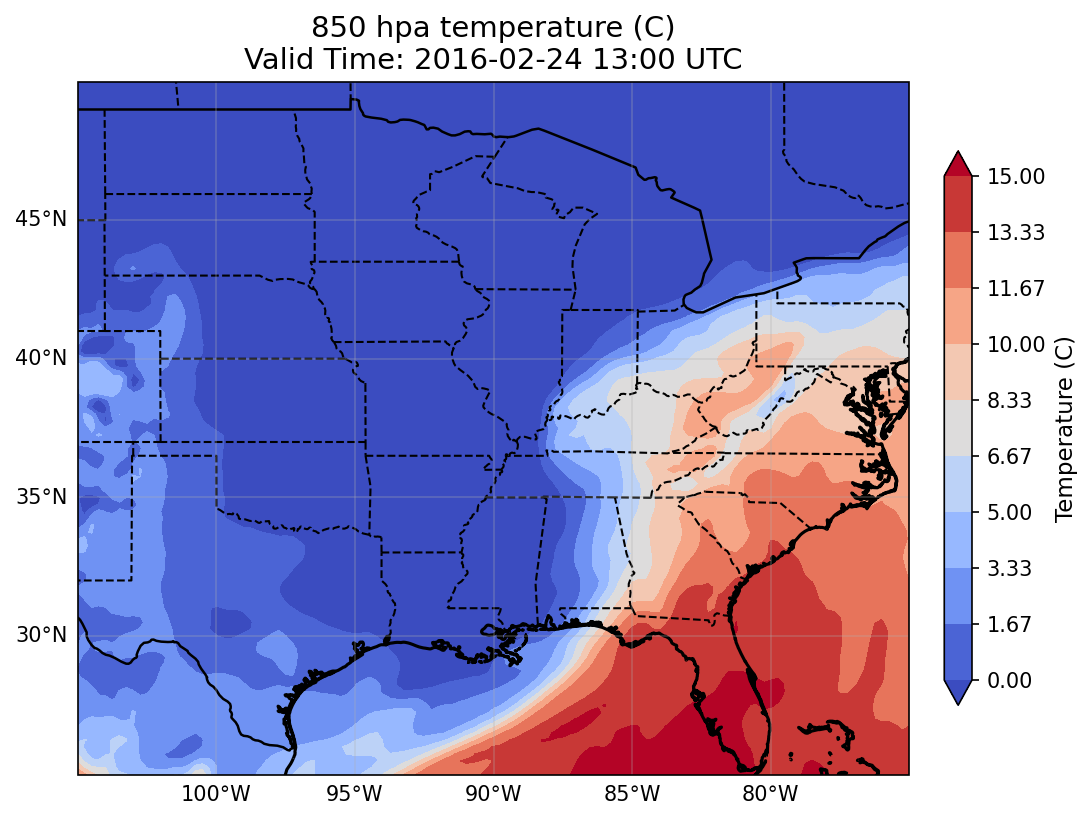 850 hpa temperature (C)
Valid Time: 2016-02-24 13:00 UTC
45°N
40°N
35°N
30°N
100°W
95°W
90°W
85°W
80°W
15.00
13.33
11.67
10.00
8.33
6.67
5.00
3.33
1.67
0.00
Temperature (C)